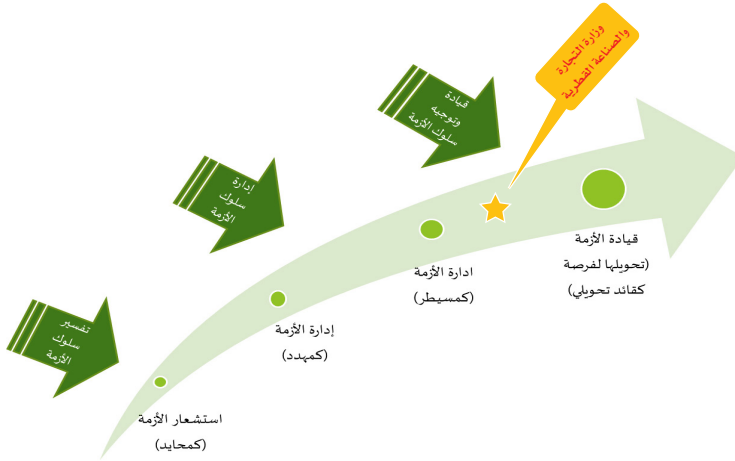 وزارة التجارة
والصناعة القطرية
قيادة
وتوجيه
سلوك الأزمة
إدارة
سلوك
الأزمة
تفسير
سلوك
الأزمة
قيادة الأزمة
(تحويلها لفرصة
كقائد تحويلي)
ادارة الأزمة
(كمسيطر)
إدارة الأزمة
(كمهدد)
استشعار الأزمة
(كمحايد)